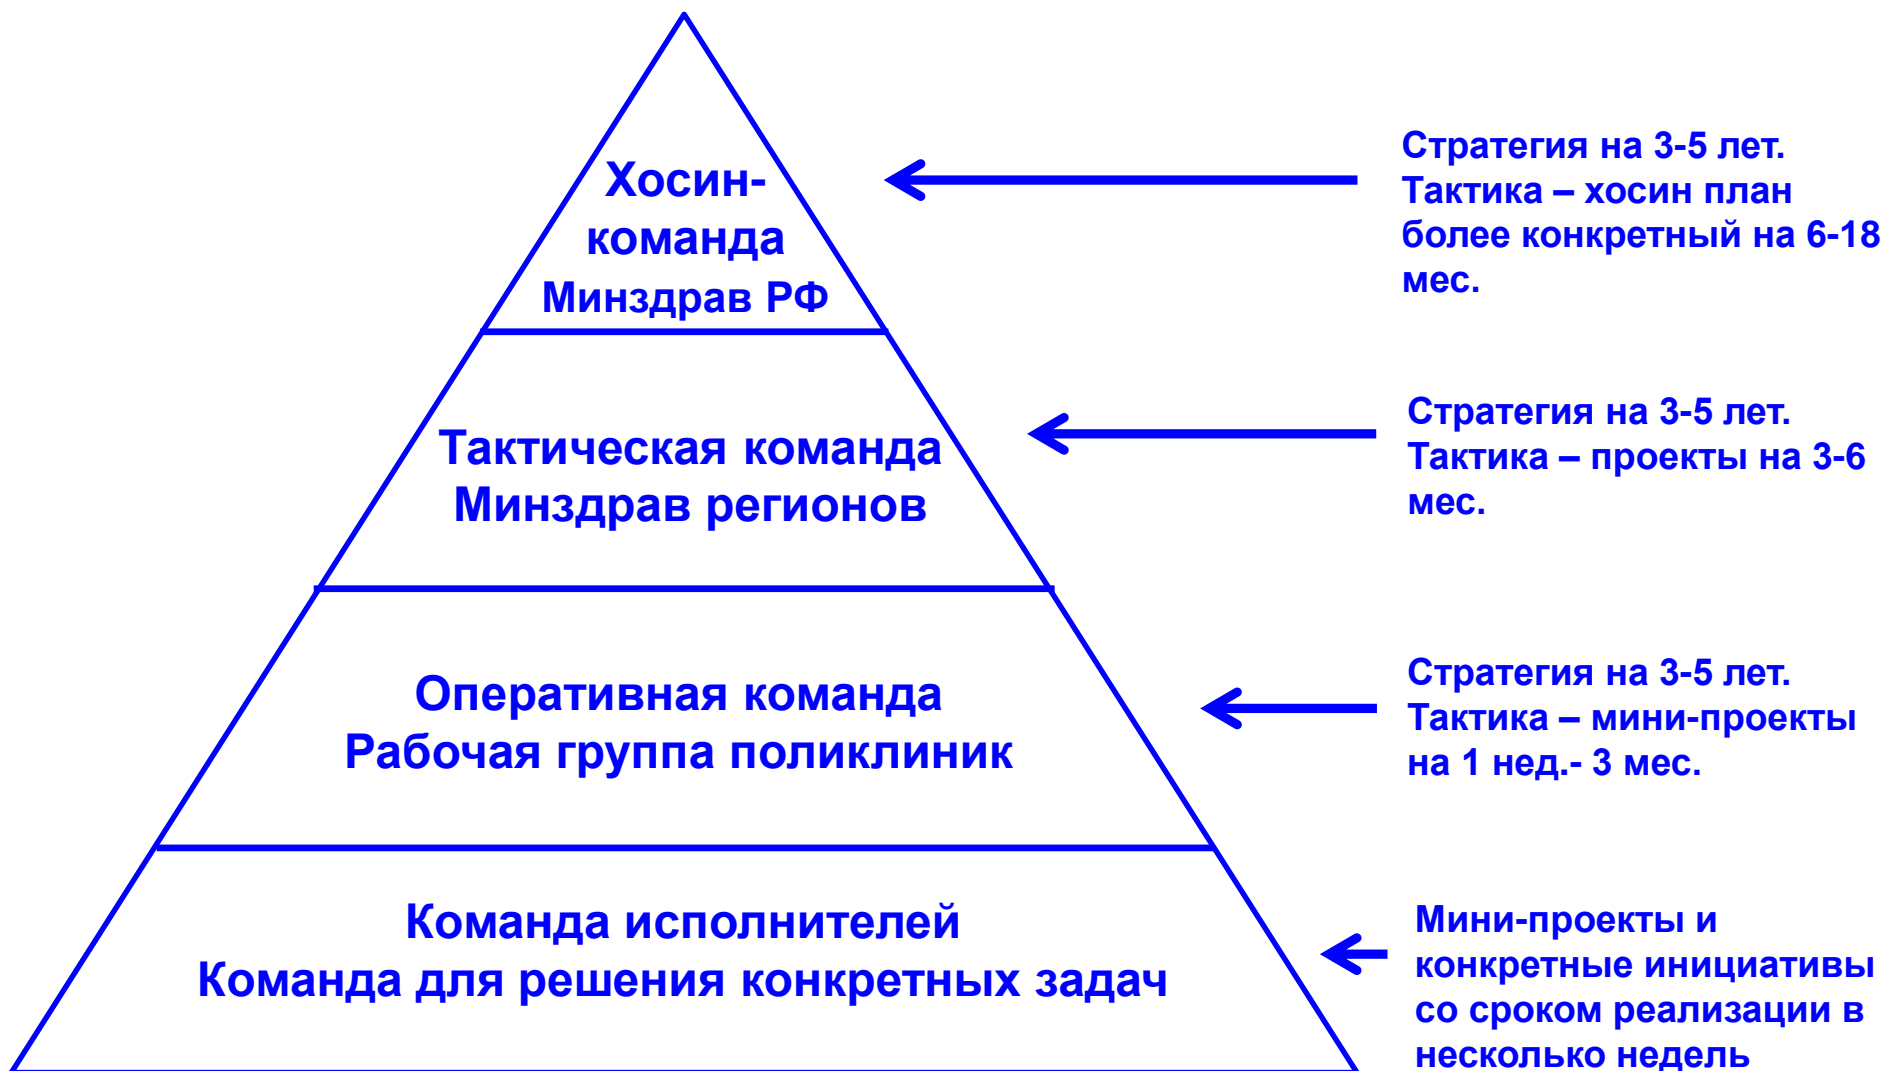 Хосин-
команда
Минздрав РФ
Стратегия на 3-5 лет.
Тактика – хосин план
более конкретный на 6-18
мес.
Тактическая команда
Минздрав регионов
Стратегия на 3-5 лет.
Тактика – проекты на 3-6
мес.
Оперативная команда
Рабочая группа поликлиник
Стратегия на 3-5 лет.
Тактика – мини-проекты
на 1 нед.- 3 мес.
Команда исполнителей
Команда для решения конкретных задач
Мини-проекты и
конкретные инициативы
со сроком реализации в
несколько недель